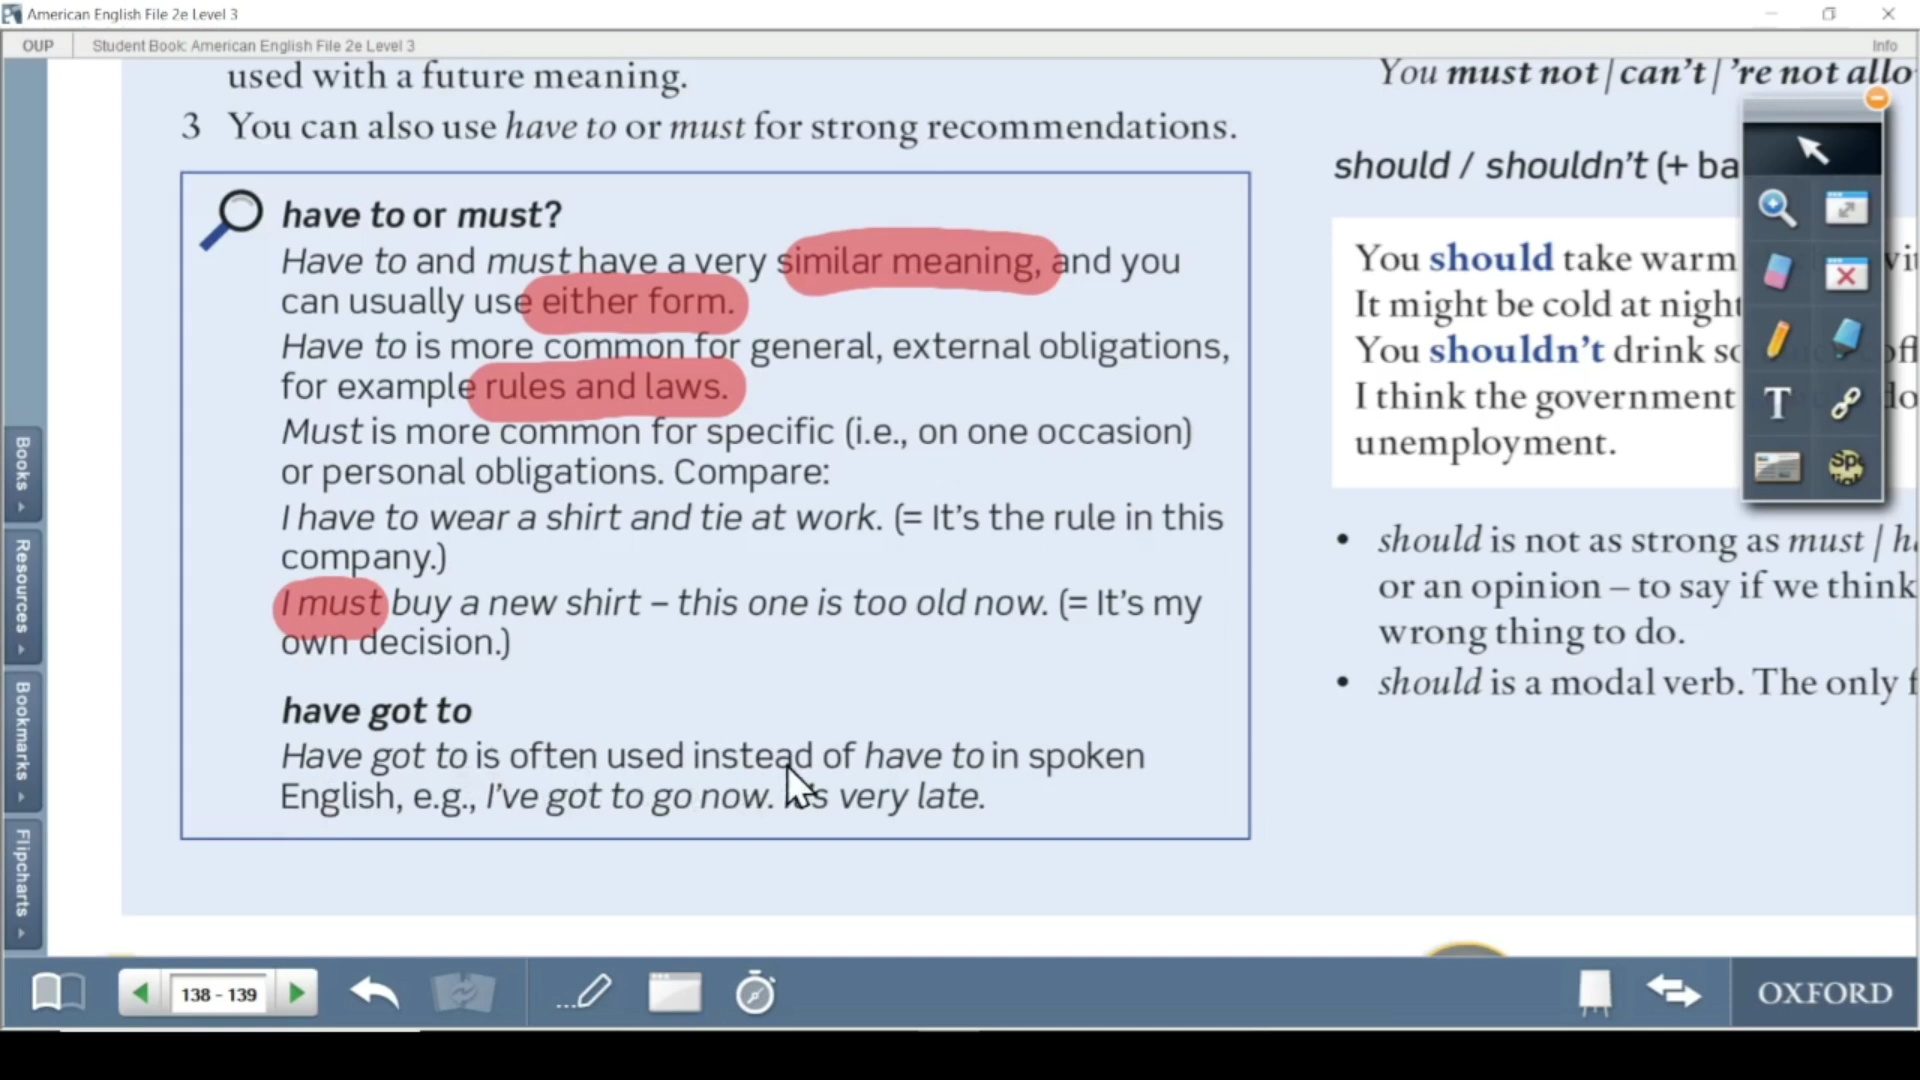 American English File 2e Level 3
OUP
Student Book: American English File 2e Level 3
Info
used with a future meaning.
3 You can also use have to or must for strong recommendations.
have to or must?
Have to and must have a very similar meaning, and you
can usually use either form.
Have to is more common for general, external obligations,
for example rules and laws.
Must is more common for specific (i.e., on one occasion)
or personal obligations. Compare:
I have to wear a shirt and tie at work. (= It's the rule in this
company.)
I must buy a new shirt – this one is too old now. (= It's my
own decision.)
have got to
Have got to is often used instead of have to in spoken
English, e.g., I've got to go now. very late.
You must not | can't | 're not allo
should / shouldn't (+ ba
You should take warm
It might be cold at night
You shouldn't drink
I think the government
unemployment.
• should is not as strong as must |
or an opinion – to say if we think
wrong thing to do.
• should is a modal verb. The only
T
Books
Resources
Bookmarks
Flipcharts
138 - 139
OXFORD